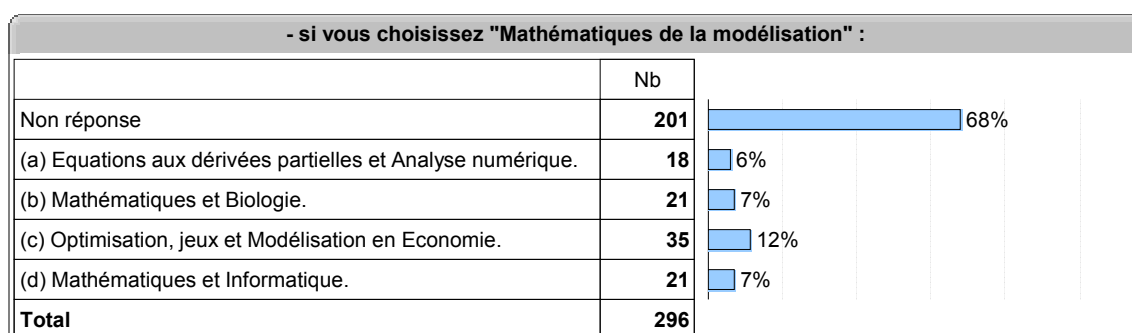 - si vous choisissez "Mathématiques de la modélisation" :
Nb
Non réponse 201 68%
(a) Equations aux dérivées partielles et Analyse numérique. 18 6%
(b) Mathématiques et Biologie. 21 7%
(c) Optimisation, jeux et Modélisation en Economie. 35 12%
(d) Mathématiques et Informatique. 21 7%
Total 296